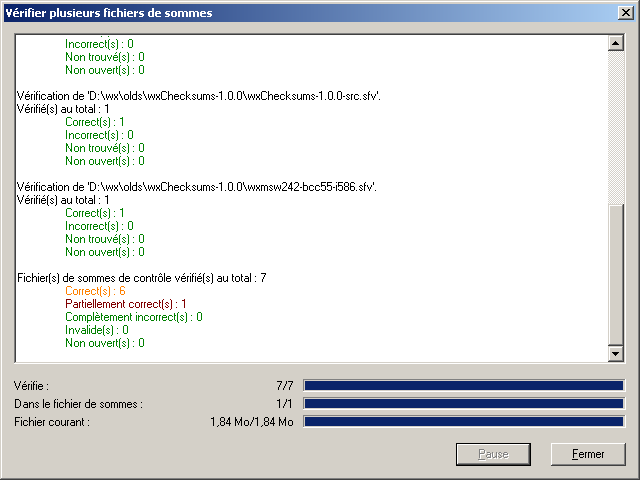 Vérifier plusieurs fichiers de sommes
Incorrect(s) : 0
Non trouvé(s) : 0
Non ouvert(s) : 0
Vérification de 'D:\wx\olds\wxChecksums-1.0.0\wxChecksums-1.0.0-src.sfv'.
Vérifié(s) au total : 1
Correct(s) : 1
Incorrect(s) : 0
Non trouvé(s) : 0
Non ouvert(s) : 0
Vérification de 'D:\wx\olds\wxChecksums-1.0.0\wxmsw242-bcc55-i586.sfv'.
Vérifié(s) au total : 1
Correct(s) : 1
Incorrect(s) : 0
Non trouvé(s) : 0
Non ouvert(s) : 0
Fichier(s) de sommes de contrôle vérifié(s) au total : 7
Correct(s) : 6
Partiellement correct(s) : 1
Complètement incorrect(s) : 0
Invalide(s) : 0
Non ouvert(s) : 0
Vérifie : 7/7
Dans le fichier de sommes : 1/1
Fichier courant : 1,84 Mo/1,84 Mo
Pause Fermer